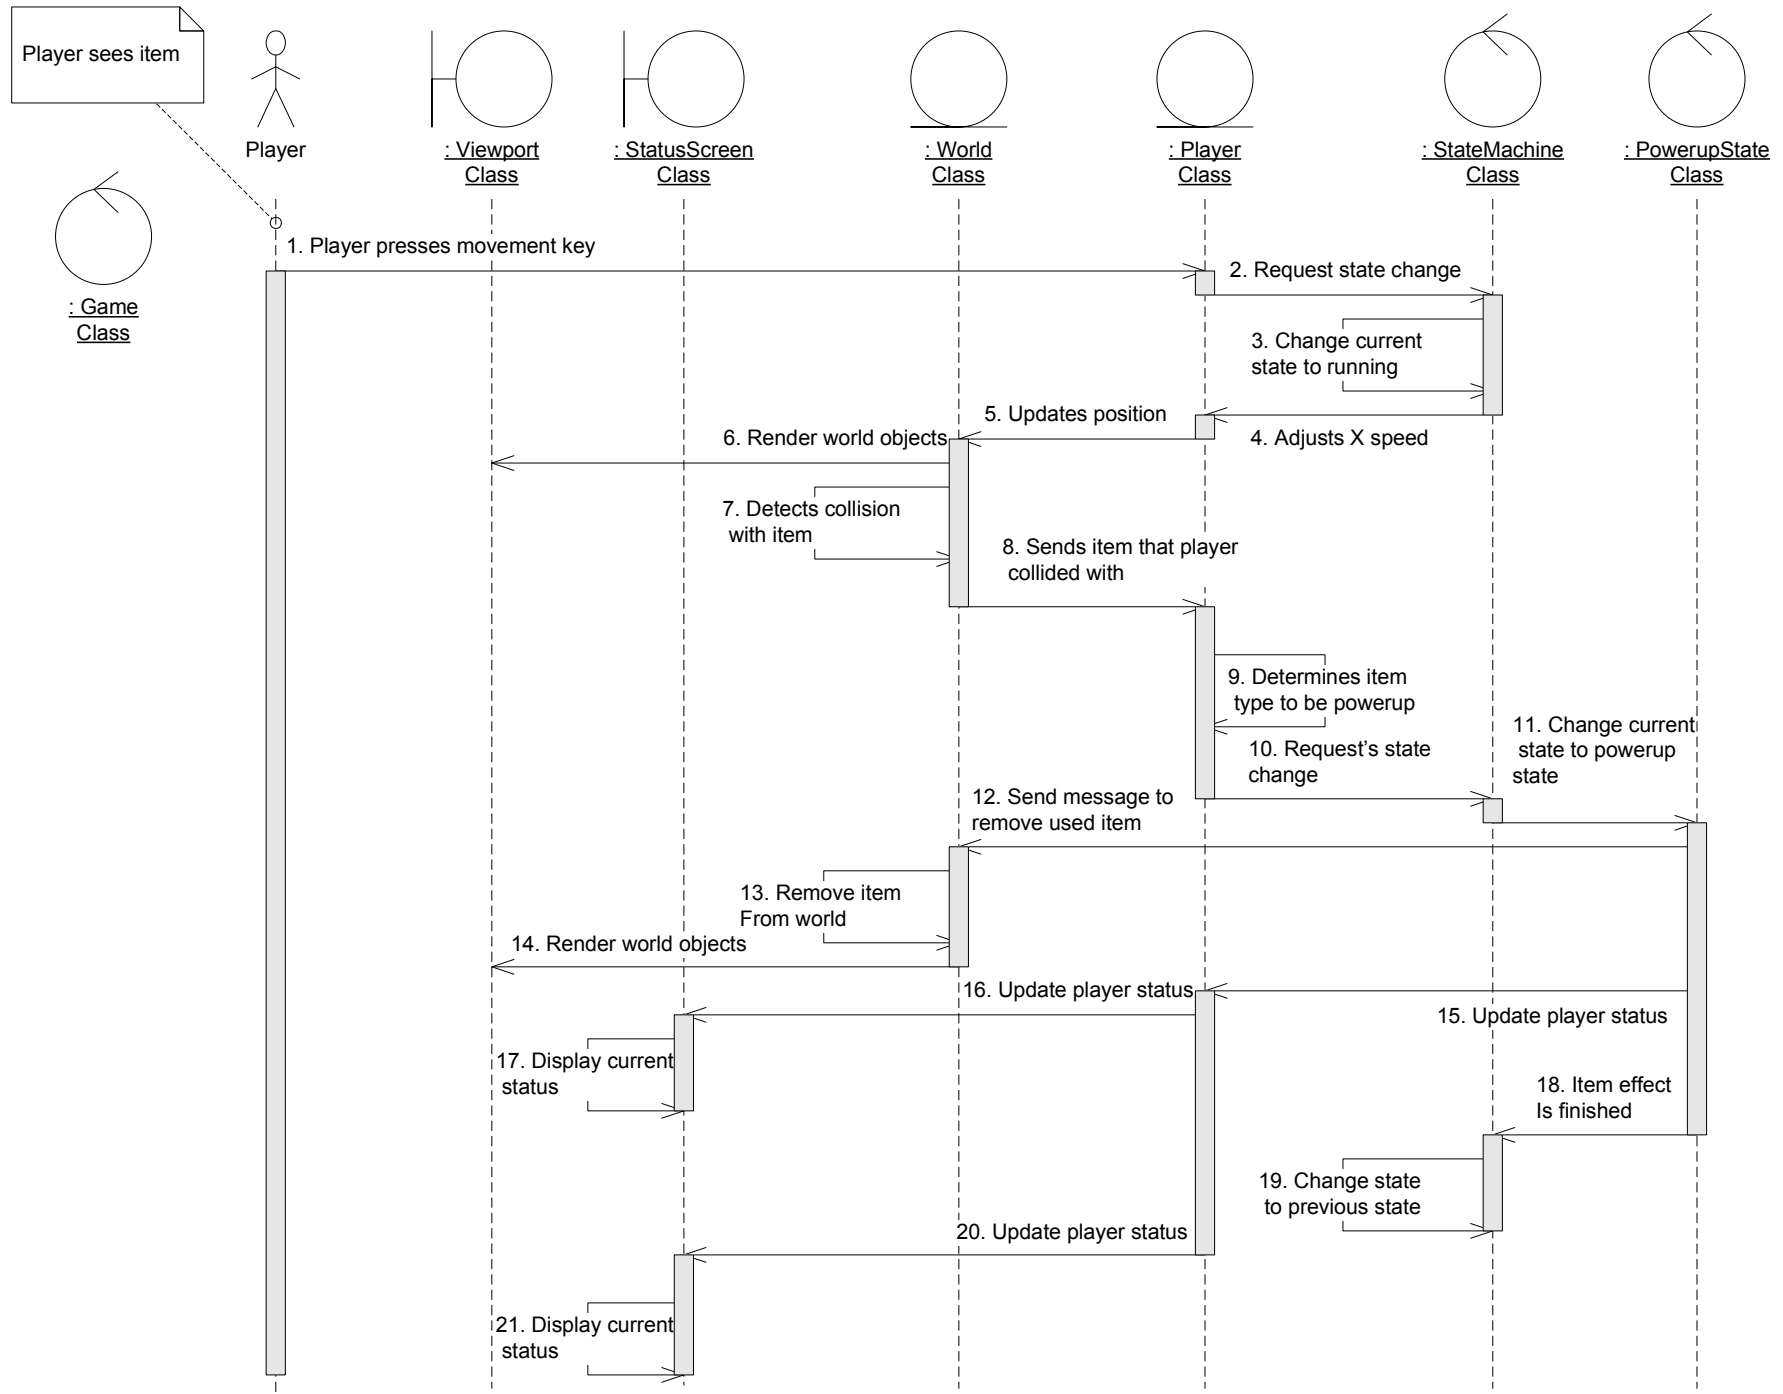 Player sees item
Player
: Viewport
Class
: StatusScreen
Class
: World
Class
: Player
Class
: StateMachine
Class
: PowerupState
Class
: Game
Class
1. Player presses movement key
2. Request state change
3. Change current
state to running
4. Adjusts X speed
5. Updates position
6. Render world objects
7. Detects collision
with item
8. Sends item that player
collided with
9. Determines item
type to be powerup
10. Request’s state
change
11. Change current
state to powerup
state
12. Send message to
remove used item
13. Remove item
From world
14. Render world objects
15. Update player status
16. Update player status
17. Display current
status
18. Item effect
Is finished
19. Change state
to previous state
20. Update player status
21. Display current
status